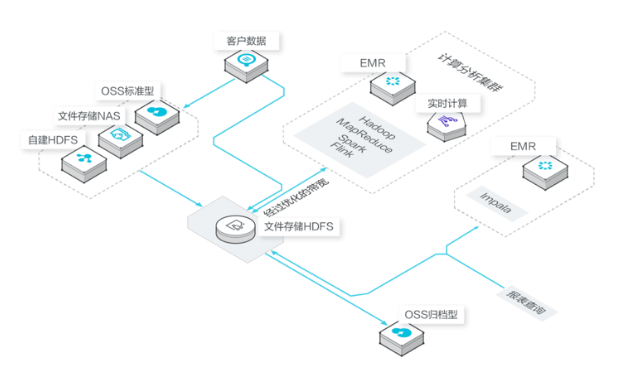 客户数据
EMR
计算分析集群
OSS标准型
实时计算
文件存储NAS
Hadoop
MapReduce
Spark
Flink
自建HDFS
EMR
经过优化的带宽
Impala
文件存储HDFS
报表查询
OSS归档型